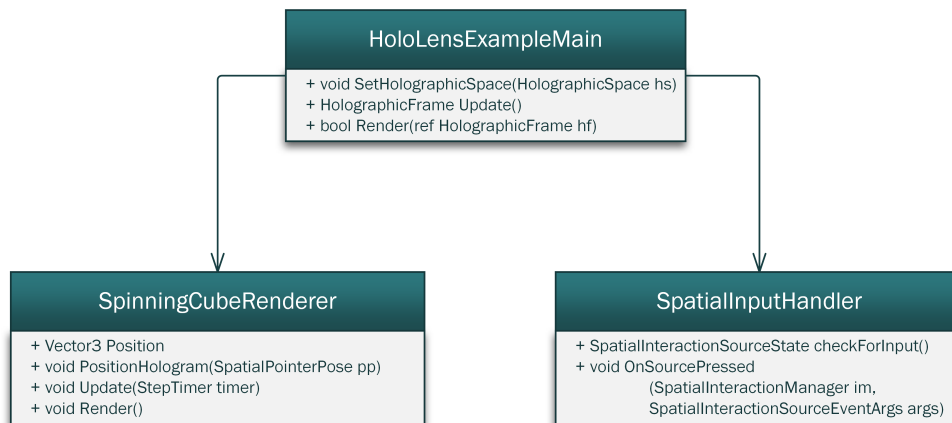 HoloLensExampleMain
+ void SetHolographicSpace(HolographicSpace hs)
+ HolographicFrame Update()
+ bool Render(ref HolographicFrame hf)
SpinningCubeRenderer
+ Vector3 Position
+ void PositionHologram(SpatialPointerPose pp)
+ void Update(StepTimer timer)
+ void Render()
SpatialInputHandler
+ SpatialInteractionSourceState checkForInput()
+ void OnSourcePressed
(SpatialInteractionManager im,
SpatialInteractionSourceEventArgs args)